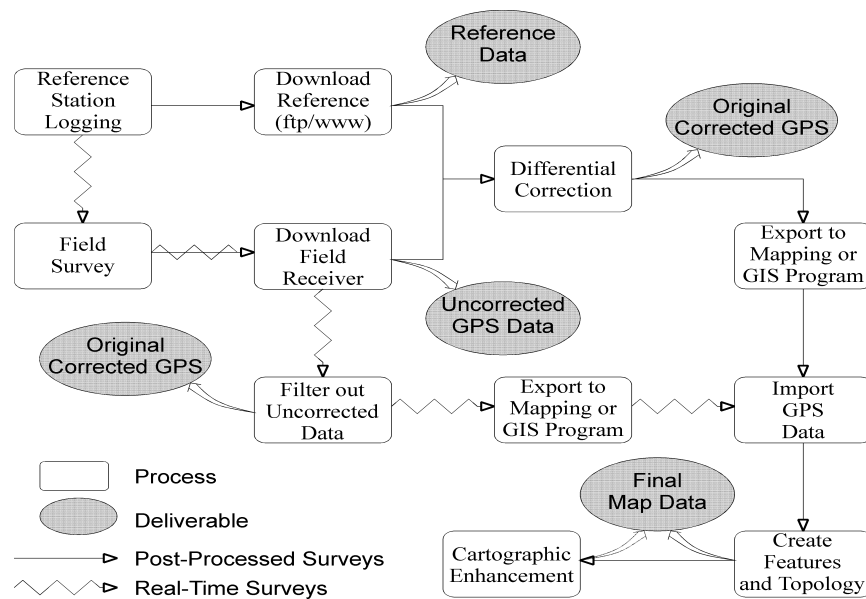 Reference
Data
Reference
Station
Logging
Download
Reference
(ftp/www)
Original
Corrected GPS
Differential
Correction
Field
Survey
Download
Field
Receiver
Export to
Mapping or
GIS Program
Uncorrected
GPS Data
Original
Corrected GPS
Filter out
Uncorrected
Data
Export to
Mapping or
GIS Program
Import
GPS
Data
Process
Deliverable
Post-Processed Surveys
Real-Time Surveys
Final
Map Data
Cartographic
Enhancement
Create
Features
and Topology